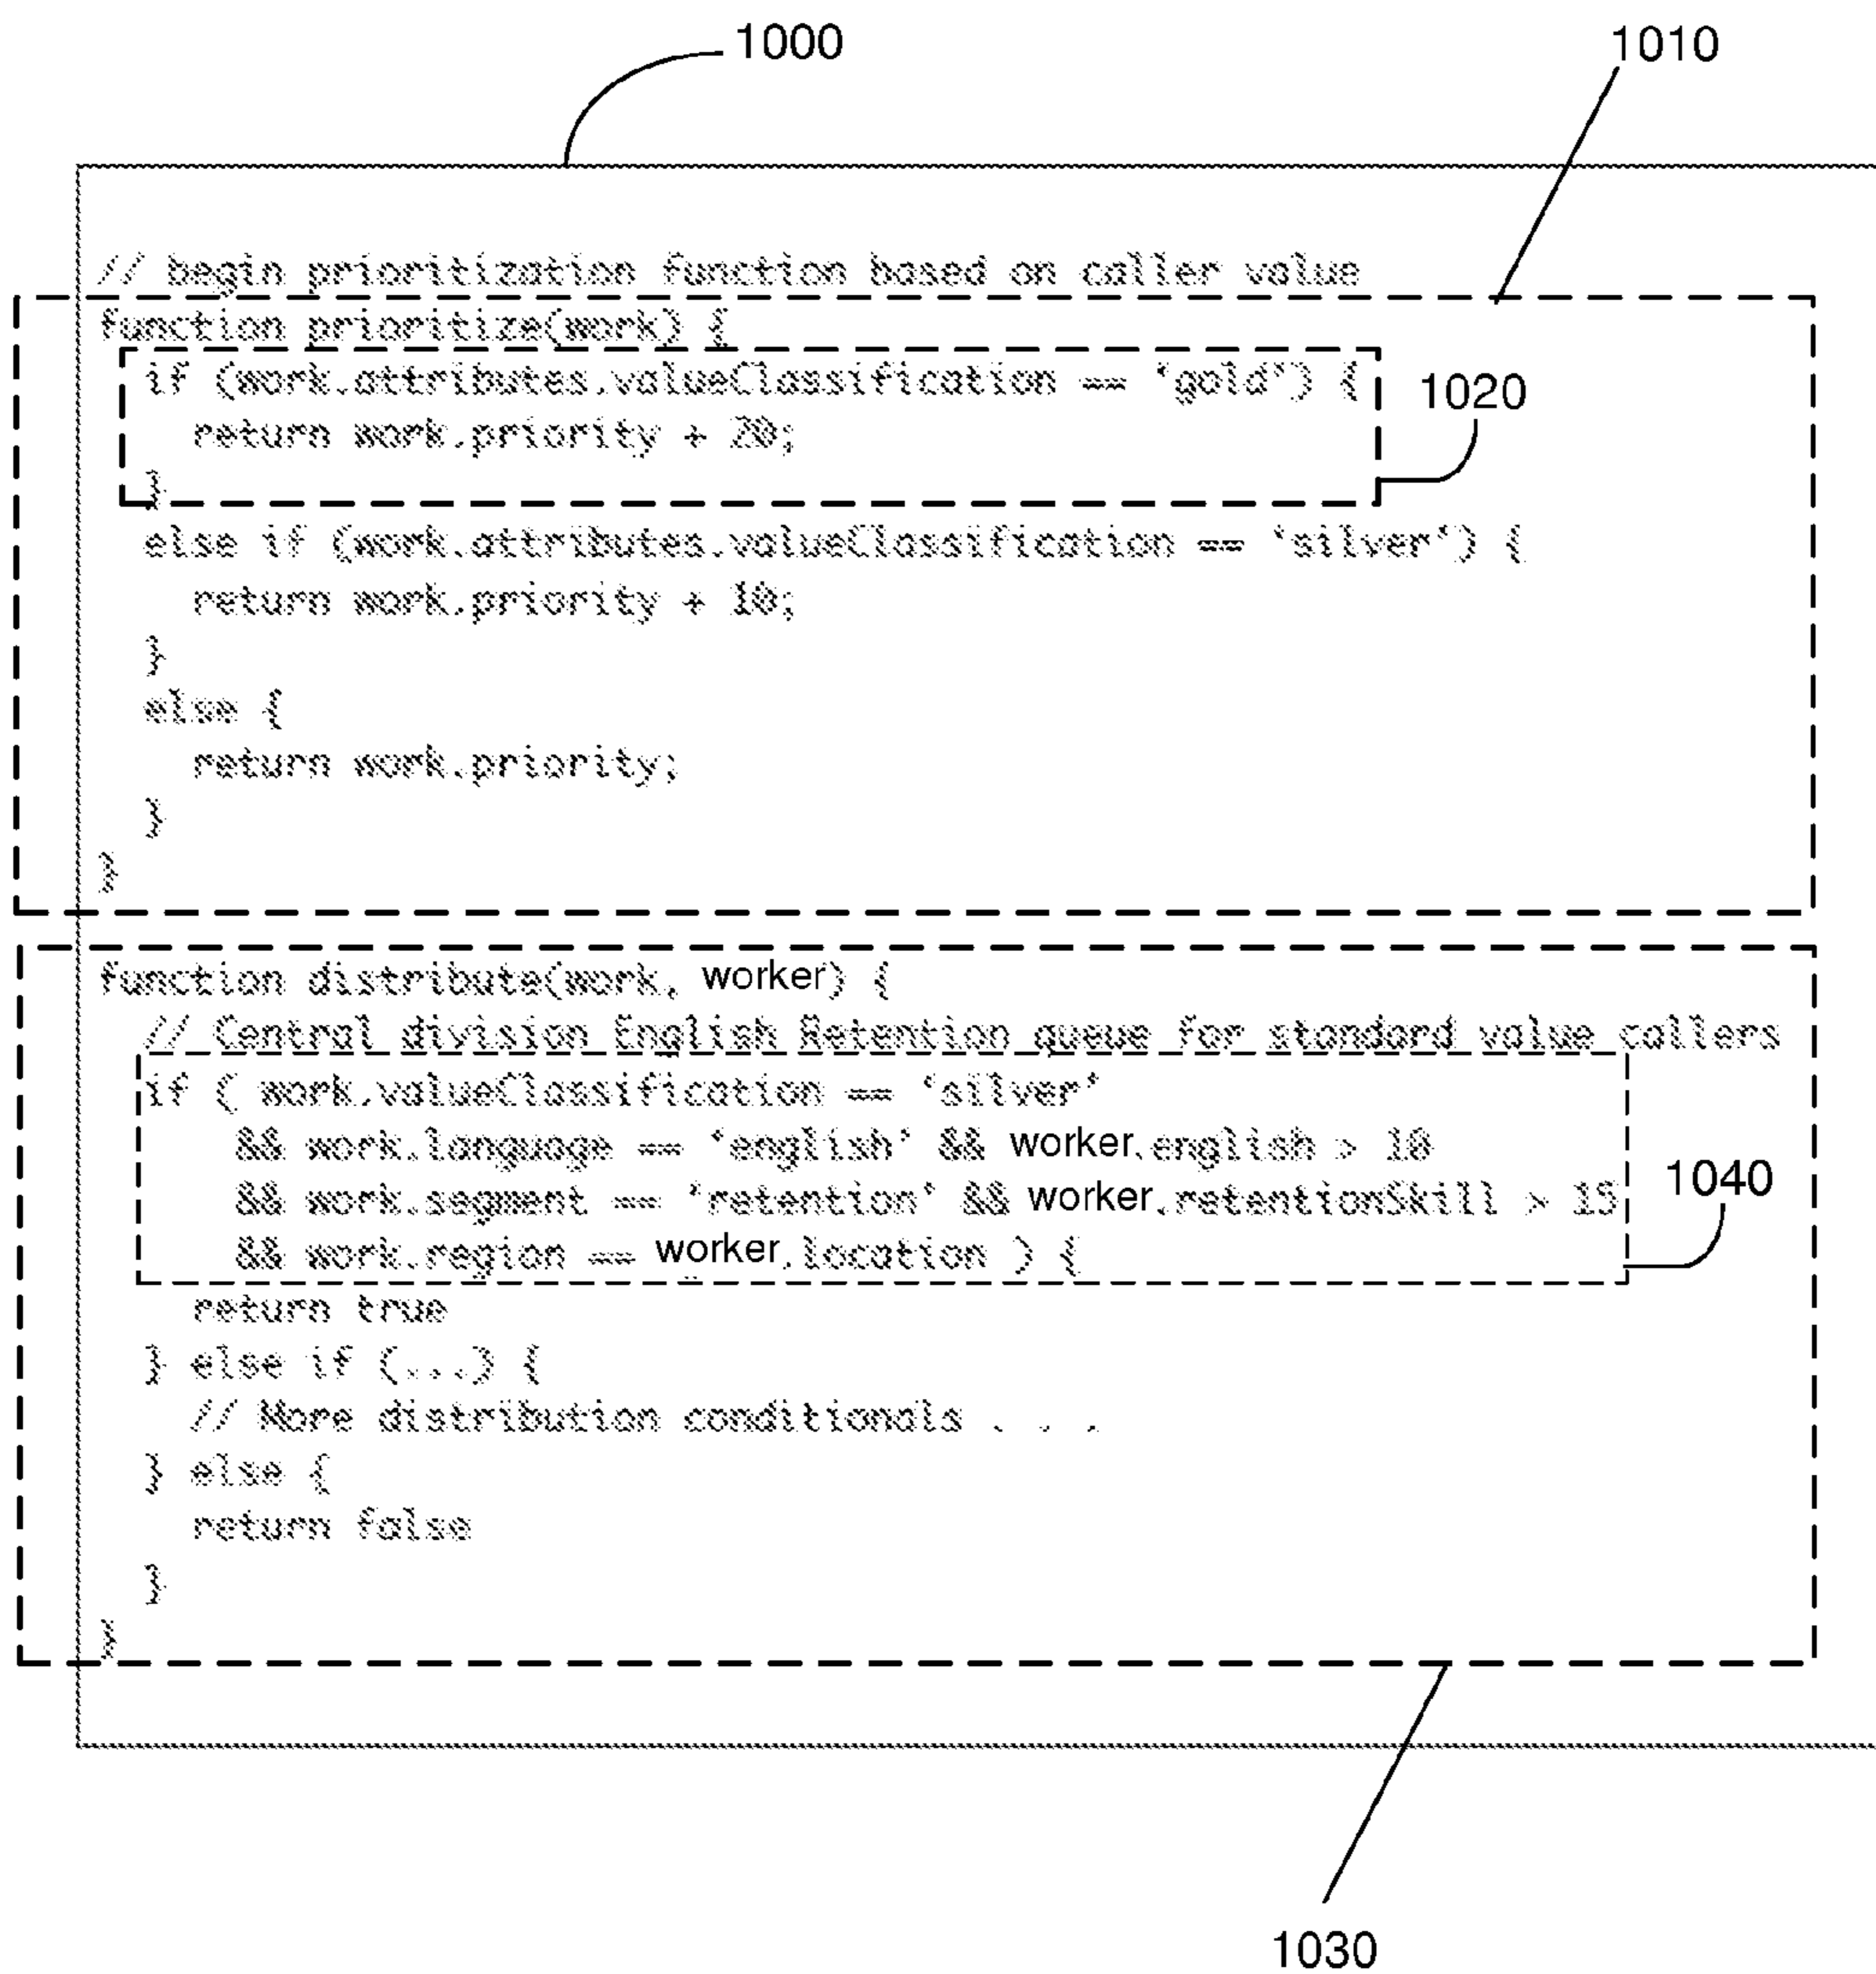 1000
1010
// begin prioritization function based on caller value
function prioritize(work) {
if (work.attributes.valueClassification == 'gold') {
1020
return work.priority + 20;
}
else if (work.attributes.valueClassification == 'silver') {
return work.priority + 10;
}
else {
return work.priority;
}
}
function distribute(work, worker) {
// Central division English Retention queue for standard value callers
if ( work.valueClassification == 'silver'
&& work.language == 'english' && worker.english > 10
&& work.segment == 'retention' && worker.retentionSkill > 15
1040
&& work.region == worker.location ) {
return true
} else if (...) {
// More distribution conditionals . . .
} else {
return false
}
}
1030